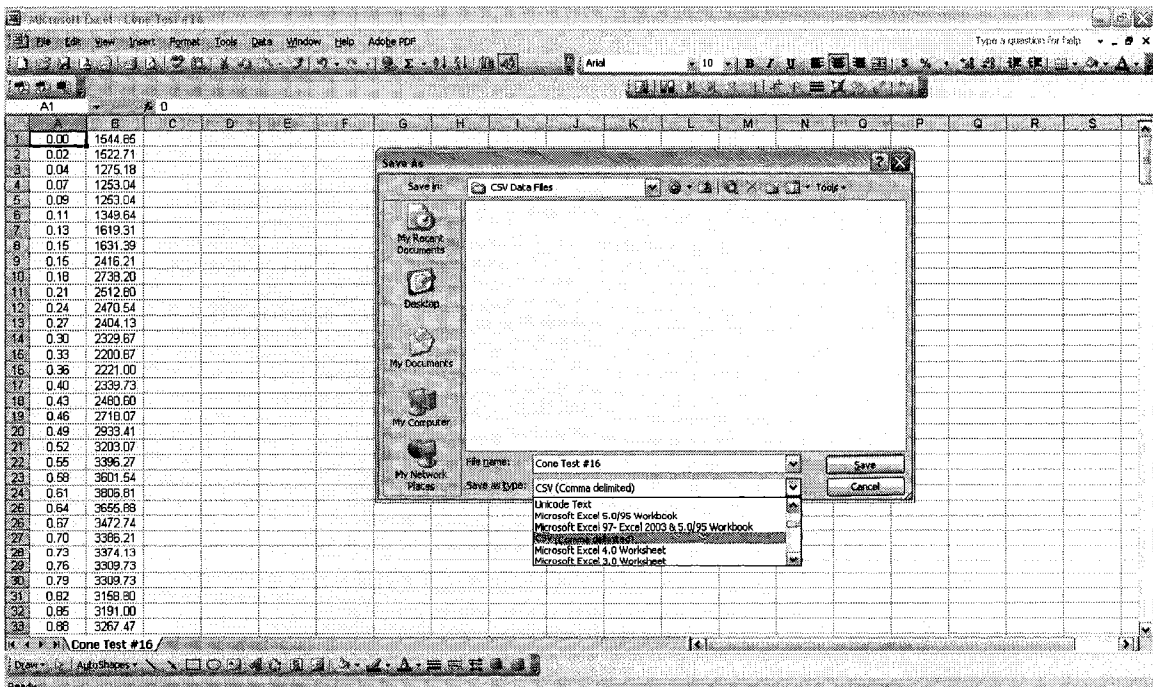 Microsoft Excel - Cone Test #16
File Edit View Insert Format Tools Data Window Help Adobe PDF
Type a question for help
Arial 10 B I U $ % ,
A1 fx 0
A B C D E F G H I J K L M N O P Q R S
1 0.00 1544.65
2 0.02 1522.71
3 0.04 1275.18
4 0.07 1253.04
5 0.09 1253.04
6 0.11 1349.64
7 0.13 1619.31
8 0.15 1631.39
9 0.15 2416.21
10 0.18 2738.20
11 0.21 2512.80
12 0.24 2470.54
13 0.27 2404.13
14 0.30 2329.67
15 0.33 2200.87
16 0.36 2221.00
17 0.40 2339.73
18 0.43 2480.60
19 0.46 2718.07
20 0.49 2933.41
21 0.52 3203.07
22 0.55 3396.27
23 0.58 3601.54
24 0.61 3806.81
25 0.64 3655.88
26 0.67 3472.74
27 0.70 3386.21
28 0.73 3374.13
29 0.76 3309.73
30 0.79 3309.73
31 0.82 3158.80
32 0.85 3191.00
33 0.88 3267.47
Save As
Save in: CSV Data Files Tools
My Recent Documents
Desktop
My Documents
My Computer
My Network Places
File name: Cone Test #16 Save
Save as type: CSV (Comma delimited) Cancel
Unicode Text
Microsoft Excel 5.0/95 Workbook
Microsoft Excel 97- Excel 2003 & 5.0/95 Workbook
CSV (Comma delimited)
Microsoft Excel 4.0 Worksheet
Microsoft Excel 3.0 Worksheet
Cone Test #16
Draw AutoShapes
Ready